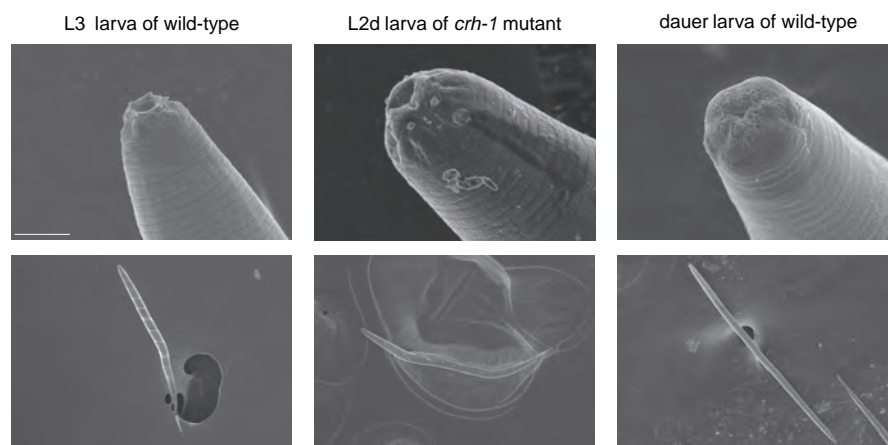 L3 larva of wild-type
L2d larva of crh-1 mutant
dauer larva of wild-type